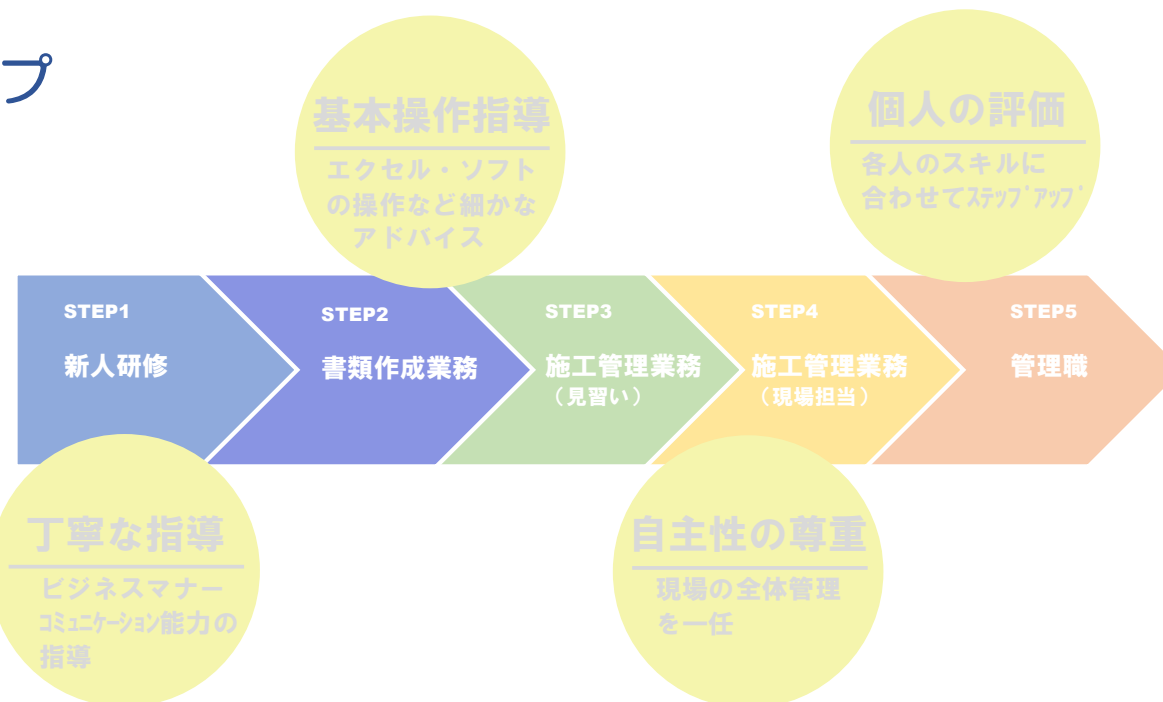 プ
基本操作指導
エクセル・ソフト
の操作など細かな
アドバイス
個人の評価
各人のスキルに
合わせてステップアップ
STEP1
新人研修
STEP2
書類作成業務
STEP3
施工管理業務
（見習い）
STEP4
施工管理業務
（現場担当）
STEP5
管理職
丁寧な指導
ビジネスマナー
コミュニケーション能力の
指導
自主性の尊重
現場の全体管理
を一任